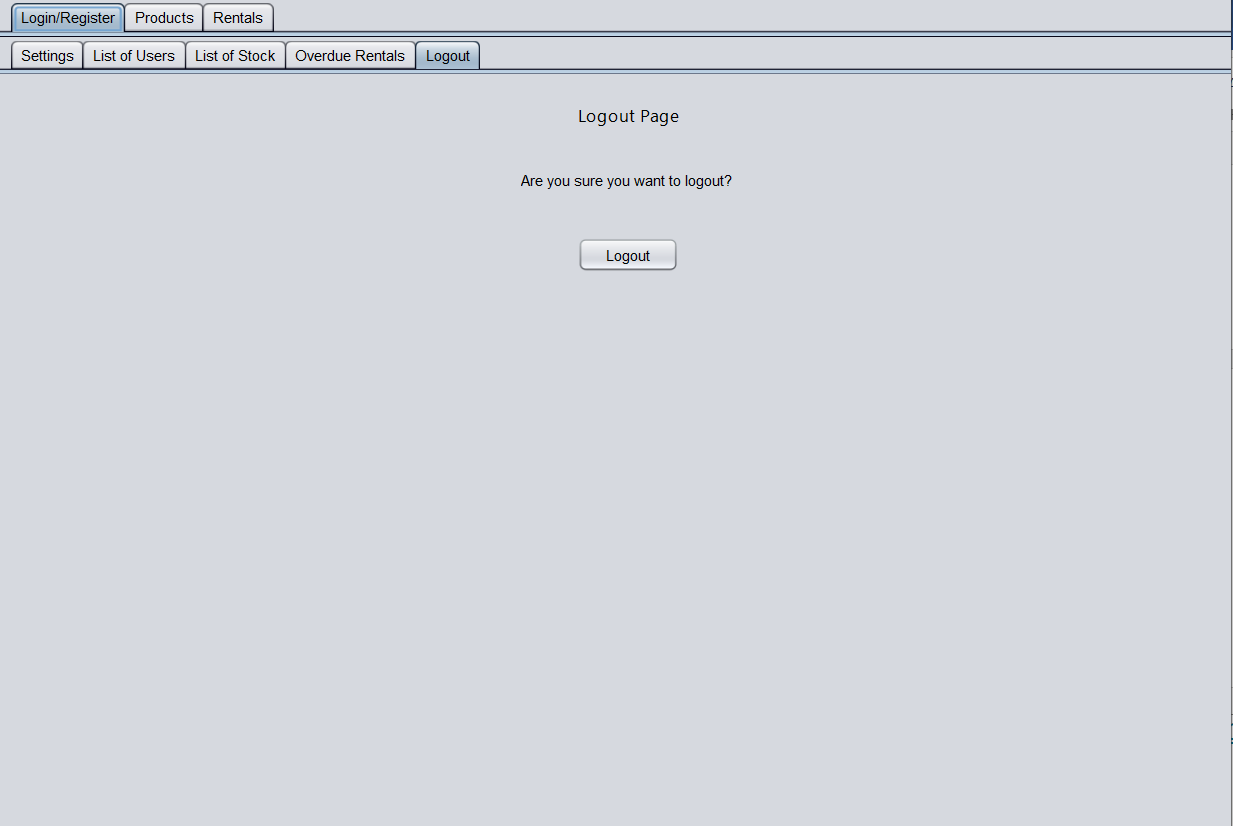 Login/Register Products Rentals
Settings List of Users List of Stock Overdue Rentals Logout
Logout Page
Are you sure you want to logout?
Logout